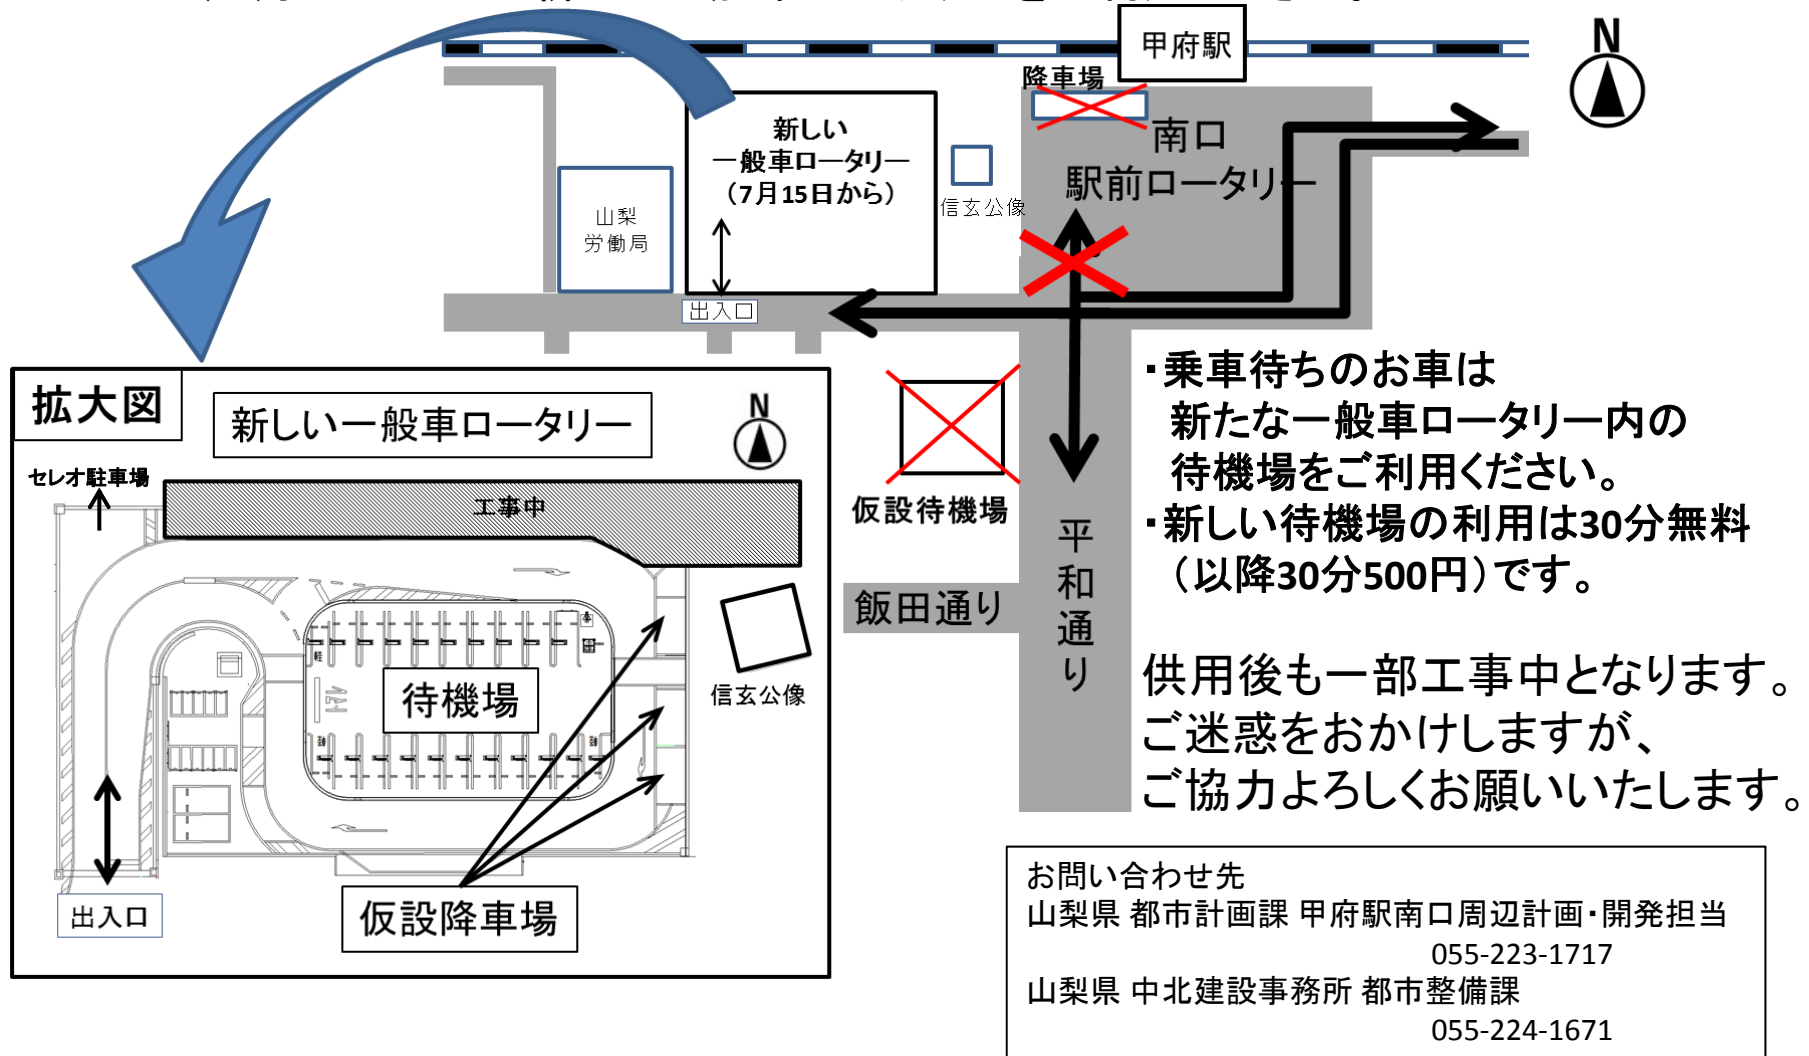 甲府駅
N
降車場
南口
駅前ロータリー
新しい
一般車ロータリー
（7月15日から）
信玄公像
山梨
労働局
出入口
仮設待機場
飯田通り
平和通り
・乗車待ちのお車は
新たな一般車ロータリー内の
待機場をご利用ください。
・新しい待機場の利用は30分無料
（以降30分500円）です。
供用後も一部工事中となります。
ご迷惑をおかけしますが、
ご協力よろしくお願いいたします。
拡大図
新しい一般車ロータリー
N
セレオ駐車場
工事中
信玄公像
待機場
出入口
仮設降車場
お問い合わせ先
山梨県 都市計画課 甲府駅南口周辺計画・開発担当
055-223-1717
山梨県 中北建設事務所 都市整備課
055-224-1671